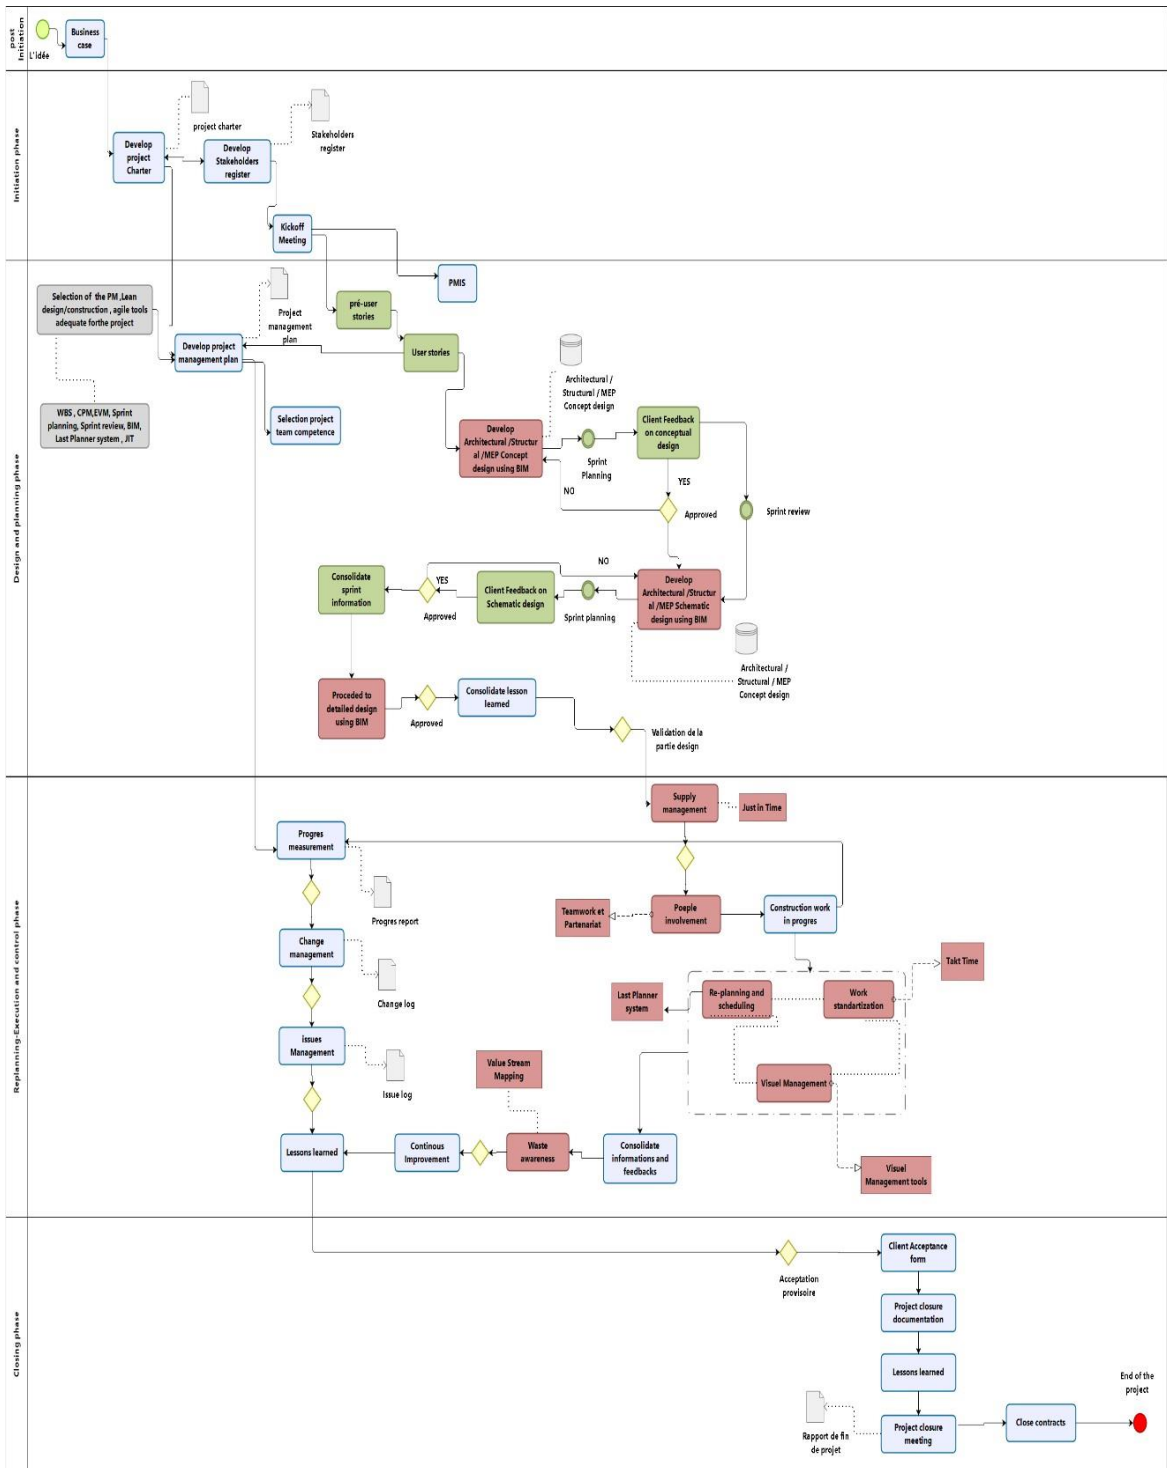 post
Initiation
L'idée
Business
case
Initiation phase
project charter
Stakeholders
register
Develop
project
Charter
Develop
Stakeholders
register
Kickoff
Meeting
Design and planning phase
PMIS
Selection of the PM ,Lean
design/construction , agile tools
adequate forthe project
Project
management
plan
pré-user
stories
User stories
Develop project
management plan
WBS , CPM,EVM, Sprint
planning, Sprint review, BIM,
Last Planner system , JIT
Selection project
team competence
Architectural /
Structural / MEP
Concept design
Develop
Architectural /Structur
al /MEP Concept
design using BIM
Sprint
Planning
Client Feedback
on conceptual
design
NO
YES
Approved
Sprint review
NO
Consolidate
sprint
information
YES
Approved
Client Feedback on
Schematic design
Sprint planning
Develop
Architectural /Structur
al /MEP Schematic
design using BIM
Architectural /
Structural / MEP
Concept design
Proceded to
detailed design
using BIM
Approved
Consolidate lesson
learned
Validation de la
partie design
Replanning-Execution and control phase
Supply
management
Just in Time
Progres
measurement
Progres report
Teamwork et
Partenariat
Poeple
involvement
Construction work
in progres
Change
management
Change log
Takt Time
Last Planner
system
Re-planning and
scheduling
Work
standartization
issues
Management
Issue log
Value Stream
Mapping
Visuel Management
Lessons learned
Continous
Improvement
Waste
awareness
Consolidate
informations and
feedbacks
Visuel
Management tools
Closing phase
Acceptation
provisoire
Client Acceptance
form
Project closure
documentation
Lessons learned
Rapport de fin
de projet
Project closure
meeting
Close contracts
End of the
project